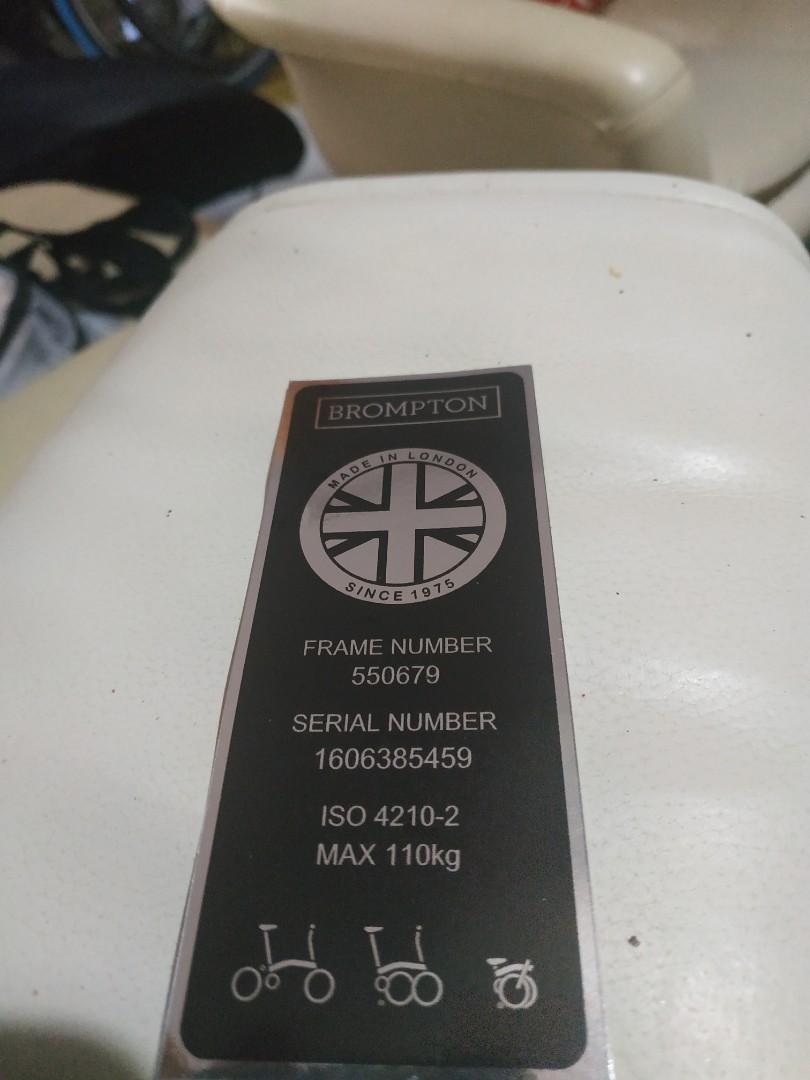 BROMPTON
MADE IN LONDON
SINCE 1975
FRAME NUMBER
550679
SERIAL NUMBER
1606385459
ISO 4210-2
MAX 110kg